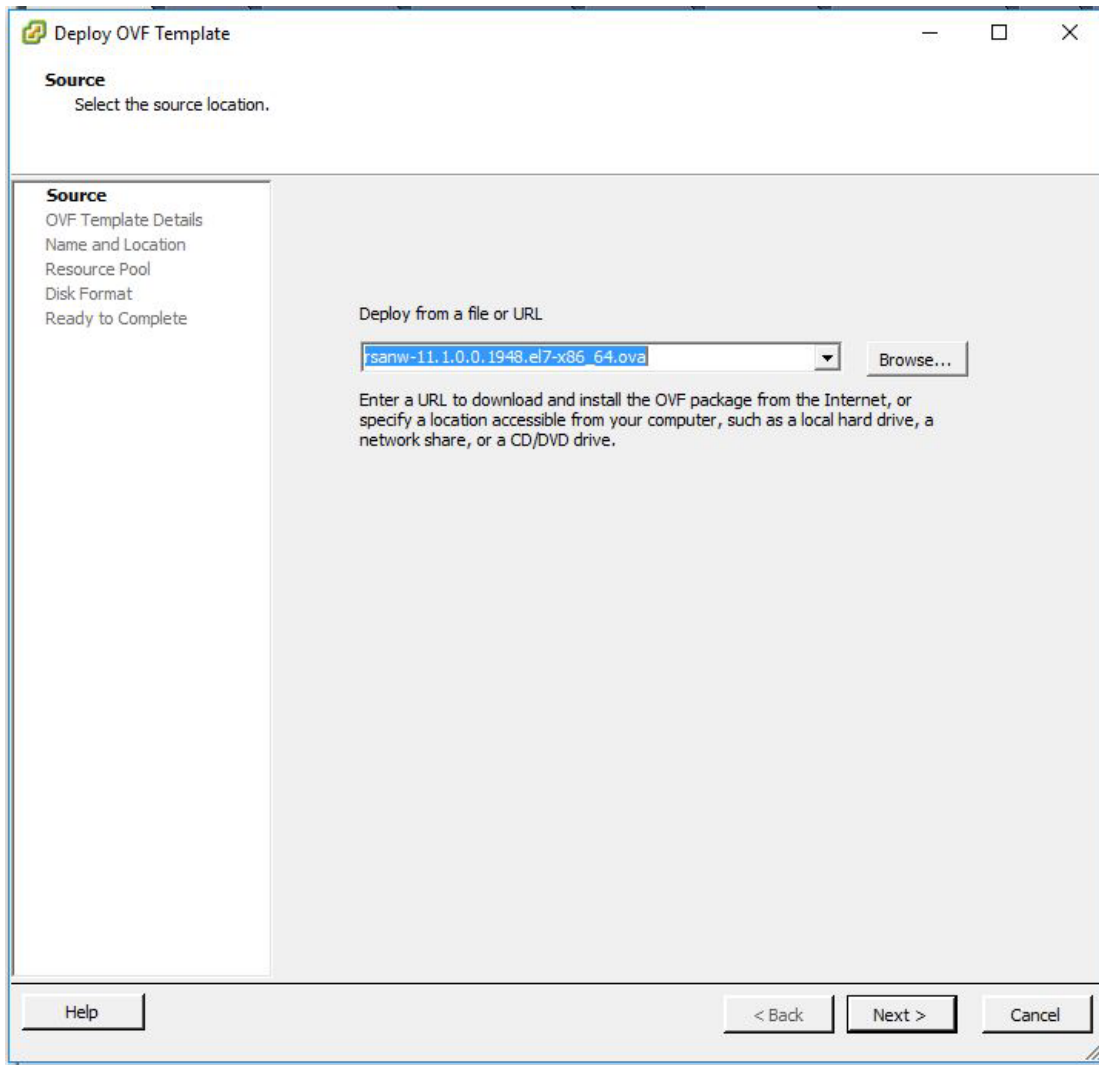 Deploy OVF Template
Source
Select the source location.
Source
OVF Template Details
Name and Location
Resource Pool
Disk Format
Ready to Complete
Deploy from a file or URL
rsanw-11.1.0.0.1948.el7-x86_64.ova
Browse...
Enter a URL to download and install the OVF package from the Internet, or
specify a location accessible from your computer, such as a local hard drive, a
network share, or a CD/DVD drive.
Help
< Back
Next >
Cancel